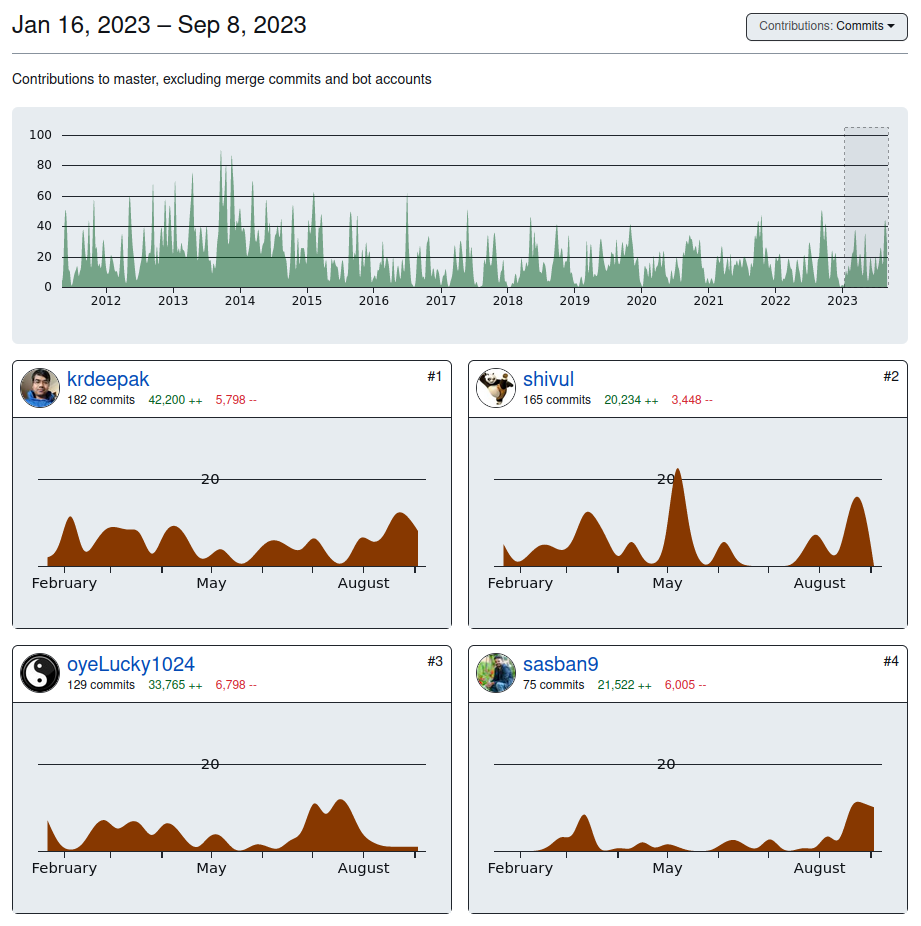 Jan 16, 2023 – Sep 8, 2023
Contributions: Commits
Contributions to master, excluding merge commits and bot accounts
100
80
60
40
20
0
2012 2013 2014 2015 2016 2017 2018 2019 2020 2021 2022 2023
krdeepak #1
182 commits 42,200 ++ 5,798 --
20
February May August
shivul #2
165 commits 20,234 ++ 3,448 --
20
February May August
oyeLucky1024 #3
129 commits 33,765 ++ 6,798 --
20
February May August
sasban9 #4
75 commits 21,522 ++ 6,005 --
20
February May August